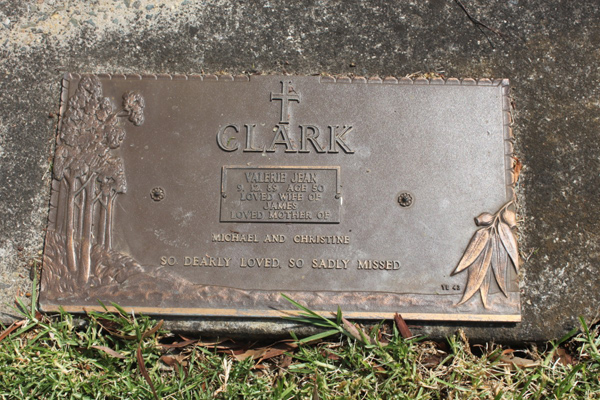 CLARK
VALERIE JEAN
9. 12. 89 AGE 50
LOVED WIFE OF
JAMES
LOVED MOTHER OF
MICHAEL AND CHRISTINE
SO DEARLY LOVED, SO SADLY MISSED